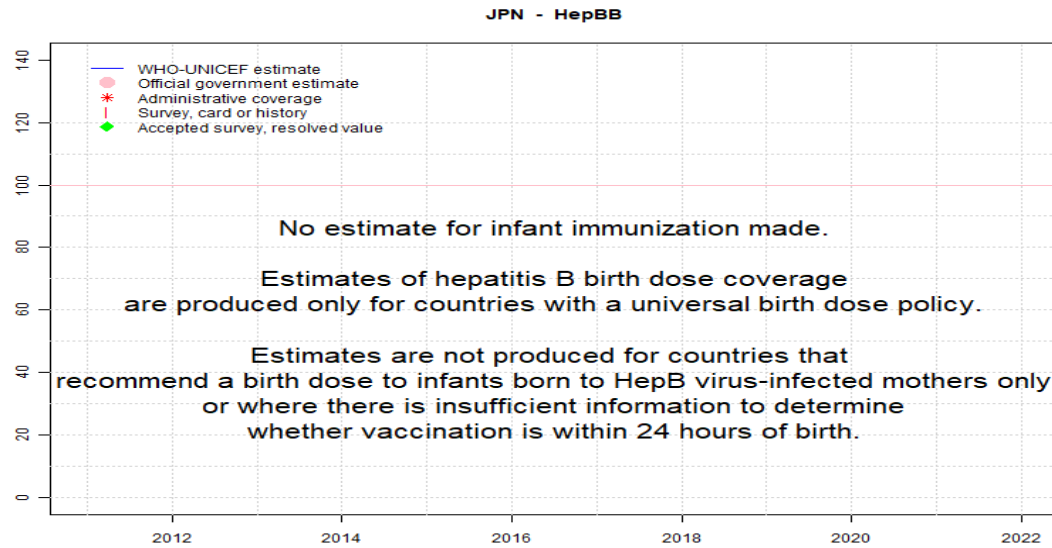 JPN - HepBB
WHO-UNICEF estimate
Official government estimate
Administrative coverage
Survey, card or history
Accepted survey, resolved value
140
120
100
80
60
40
20
0
No estimate for infant immunization made.
Estimates of hepatitis B birth dose coverage
are produced only for countries with a universal birth dose policy.
Estimates are not produced for countries that
recommend a birth dose to infants born to HepB virus-infected mothers only
or where there is insufficient information to determine
whether vaccination is within 24 hours of birth.
2012 2014 2016 2018 2020 2022